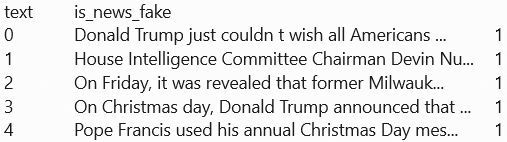 text is_news_fake
0 Donald Trump just couldn t wish all Americans ... 1
1 House Intelligence Committee Chairman Devin Nu... 1
2 On Friday, it was revealed that former Milwauk... 1
3 On Christmas day, Donald Trump announced that ... 1
4 Pope Francis used his annual Christmas Day mes... 1